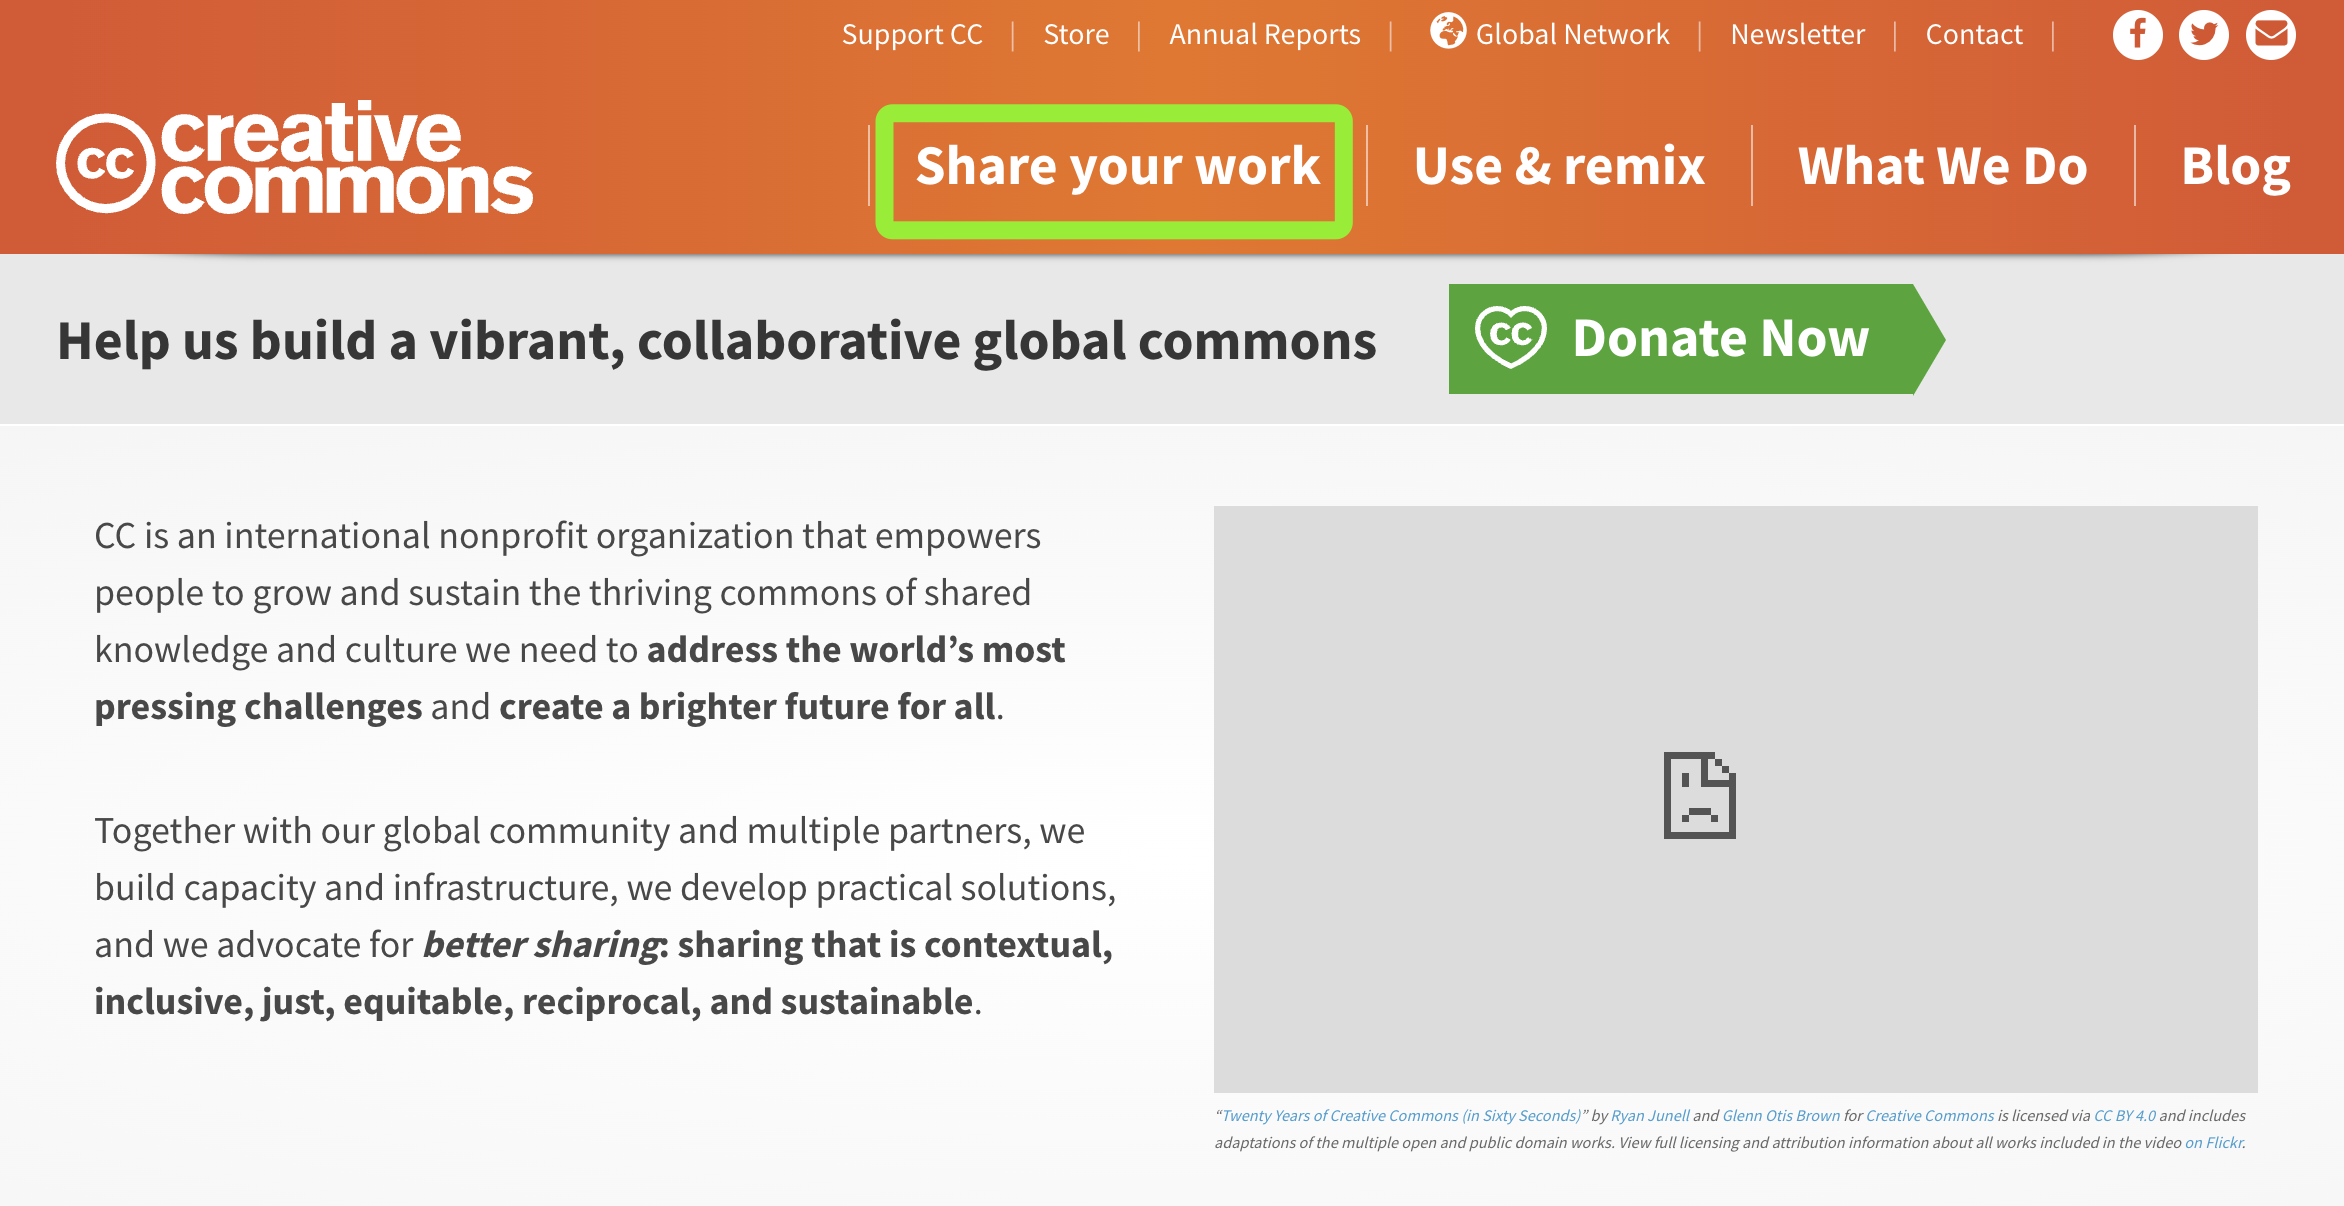 Support CC
Store
Annual Reports
Global Network
Newsletter
Contact
cc creative
commons
Share your work
Use & remix
What We Do
Blog
Help us build a vibrant, collaborative global commons
cc Donate Now
CC is an international nonprofit organization that empowers
people to grow and sustain the thriving commons of shared
knowledge and culture we need to address the world’s most
pressing challenges and create a brighter future for all.
Together with our global community and multiple partners, we
build capacity and infrastructure, we develop practical solutions,
and we advocate for better sharing: sharing that is contextual,
inclusive, just, equitable, reciprocal, and sustainable.
“Twenty Years of Creative Commons (in Sixty Seconds)” by Ryan Junell and Glenn Otis Brown for Creative Commons is licensed via CC BY 4.0 and includes
adaptations of the multiple open and public domain works. View full licensing and attribution information about all works included in the video on Flickr.